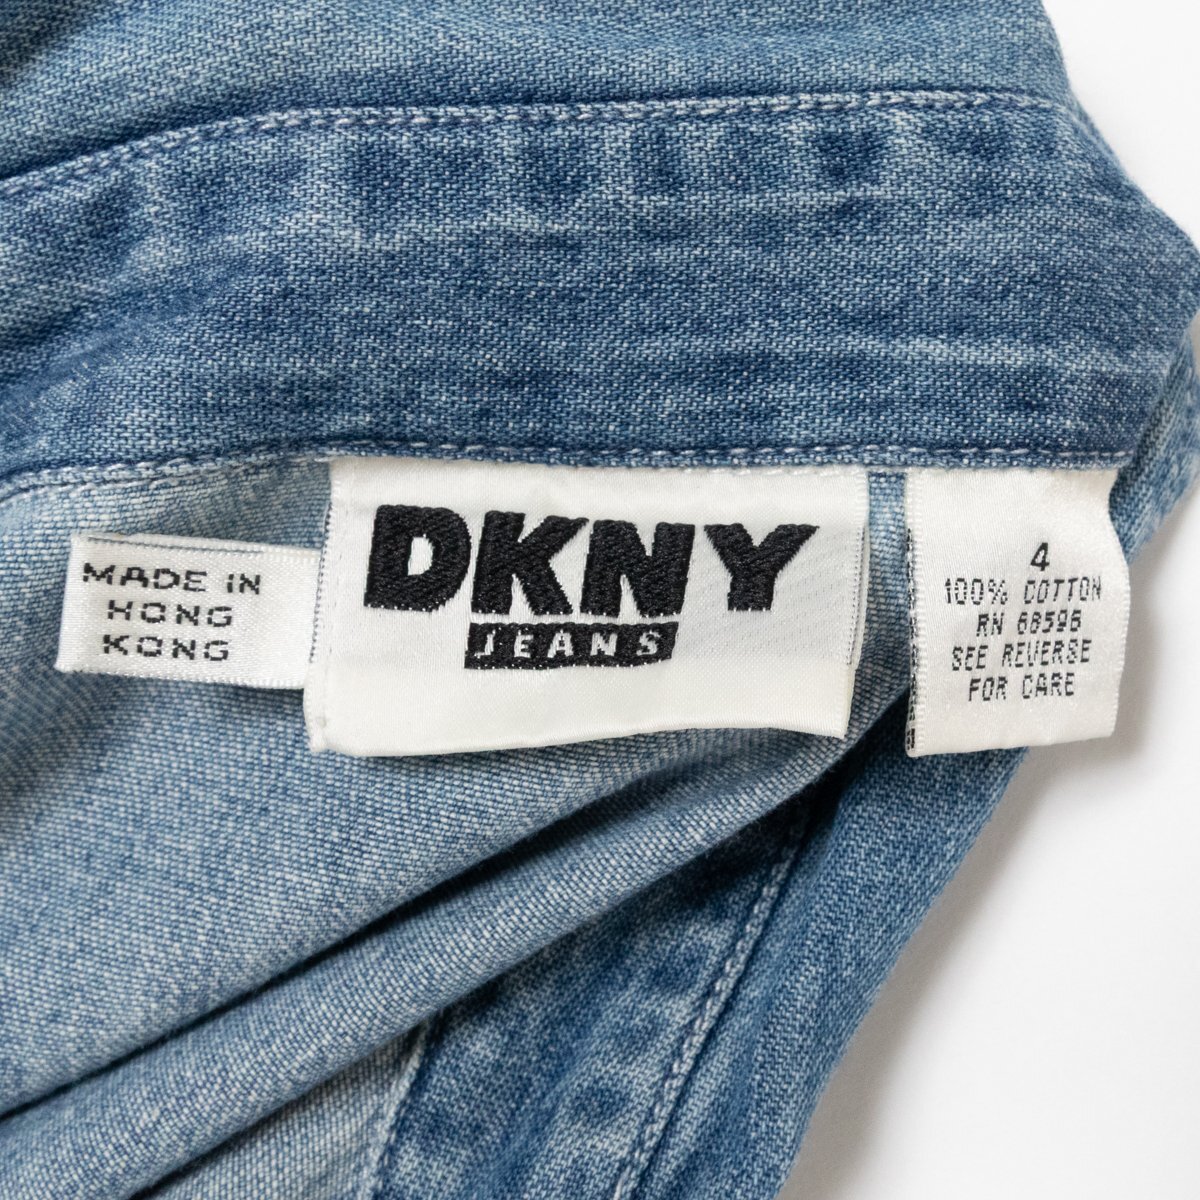 MADE IN
HONG
KONG
DKNY
JEANS
4
100% COTTON
RN 68596
SEE REVERSE
FOR CARE